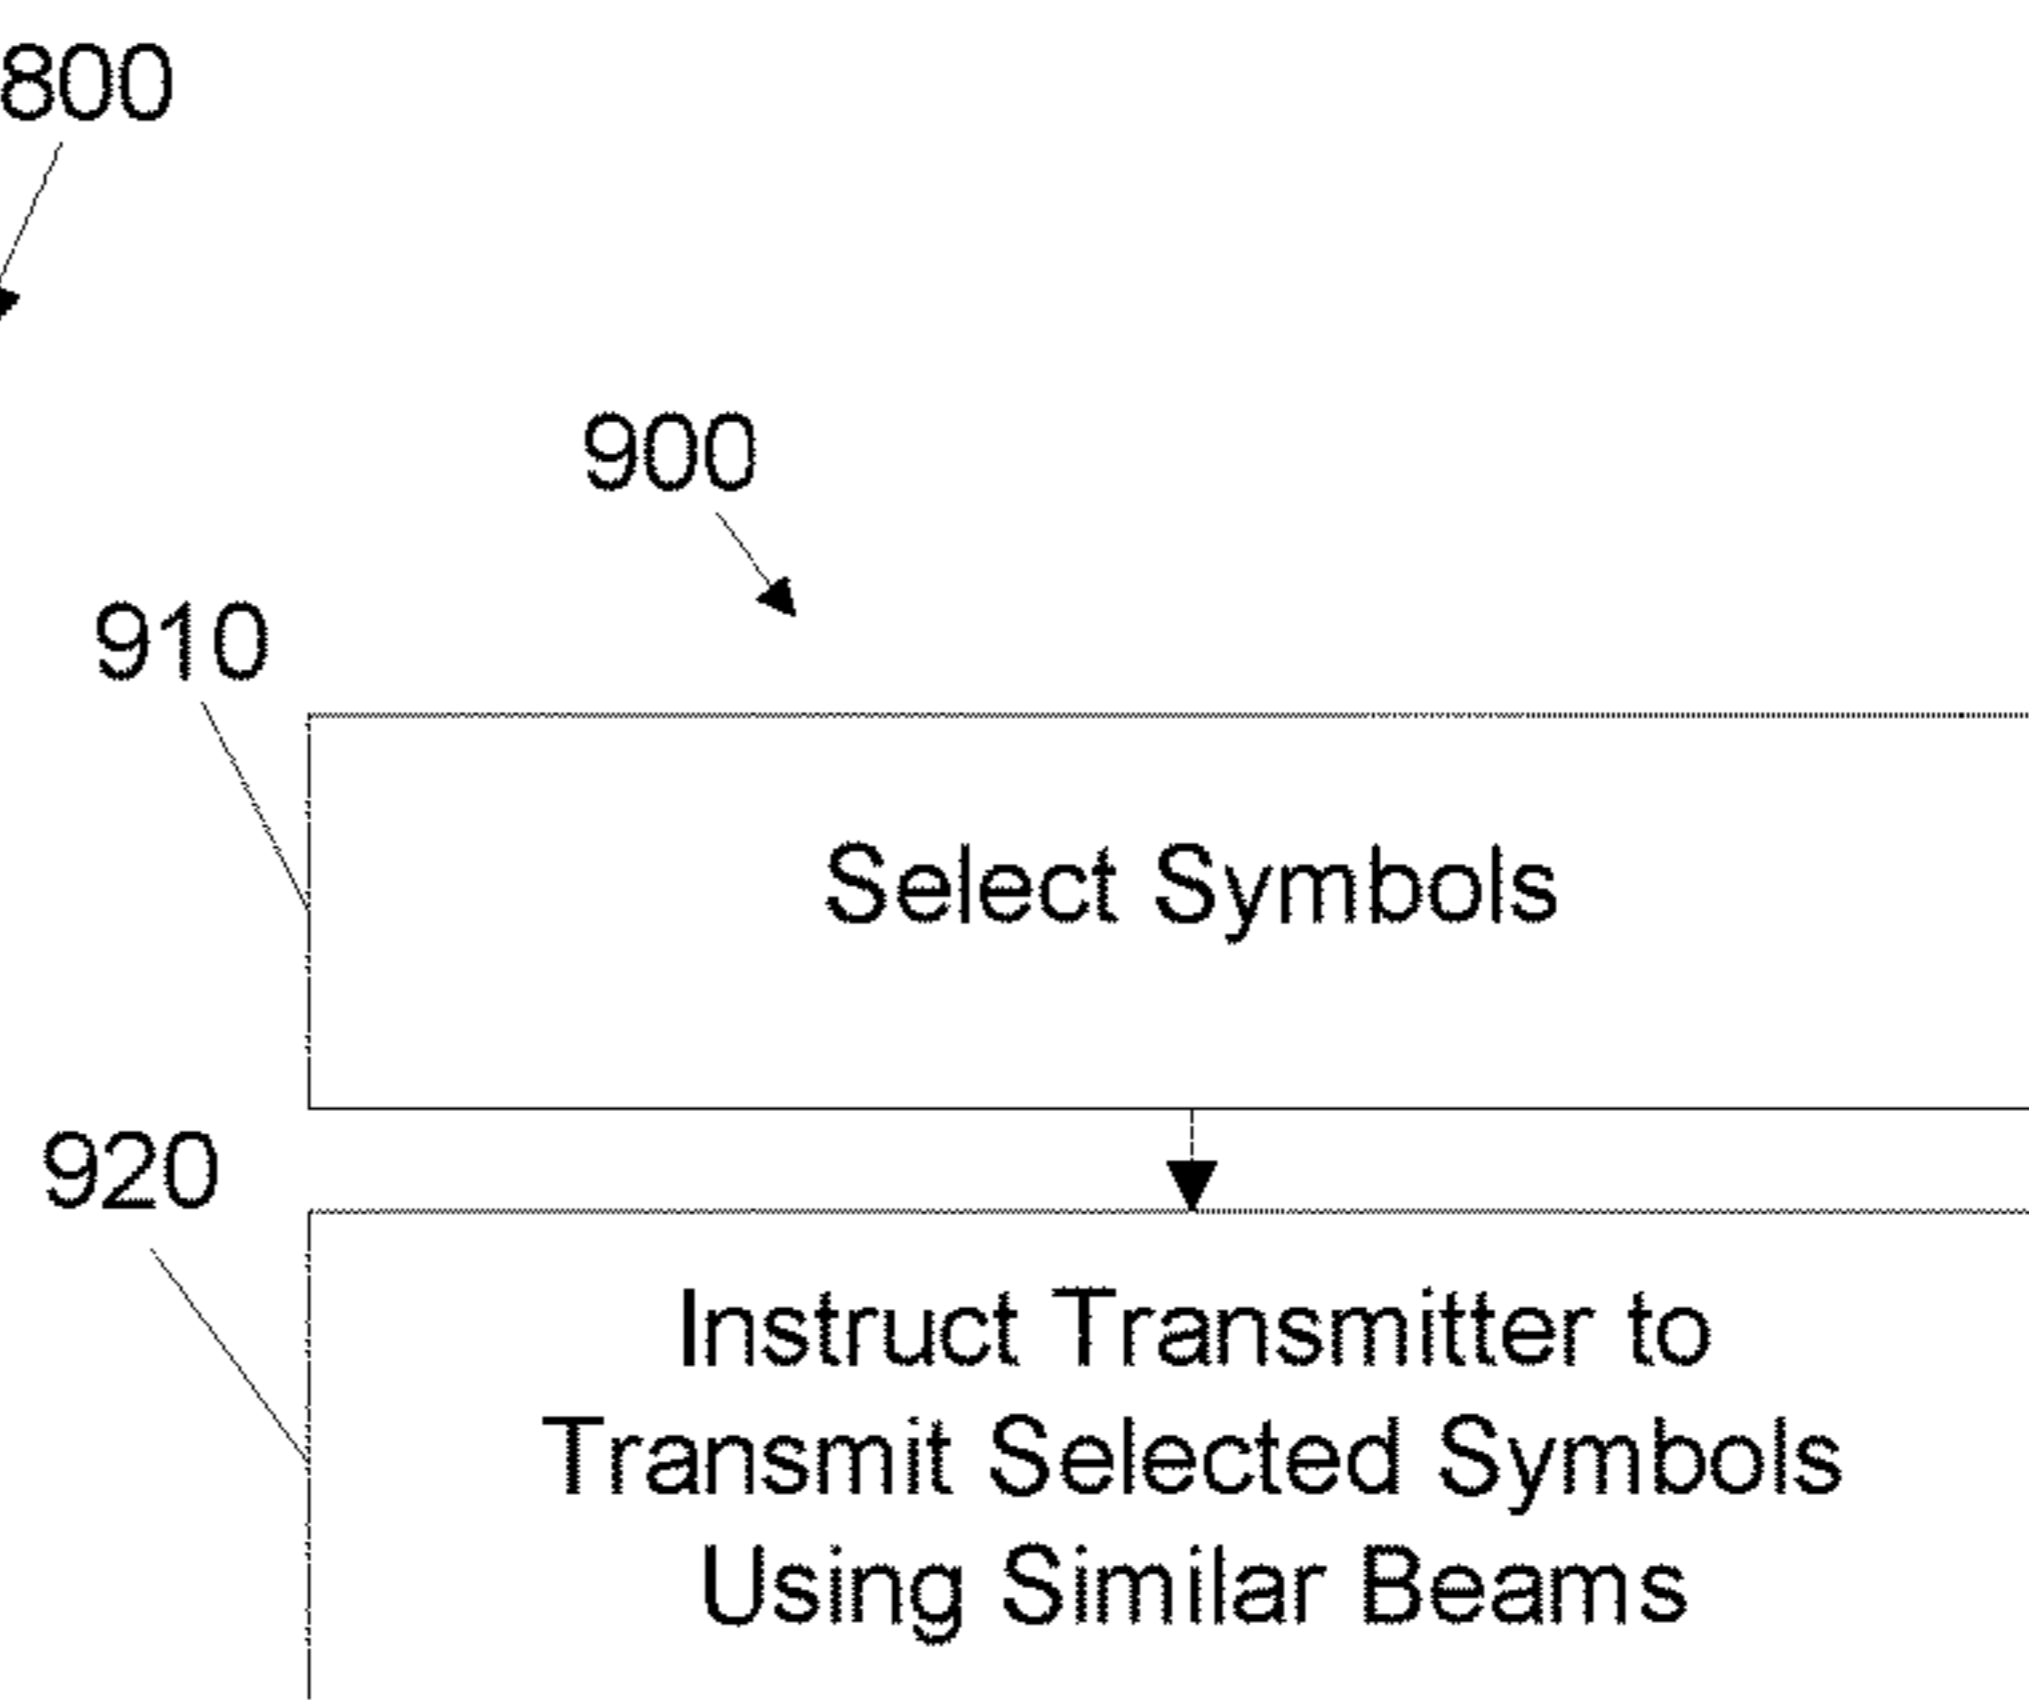 800
900
910
Select Symbols
920
Instruct Transmitter to
Transmit Selected Symbols
Using Similar Beams